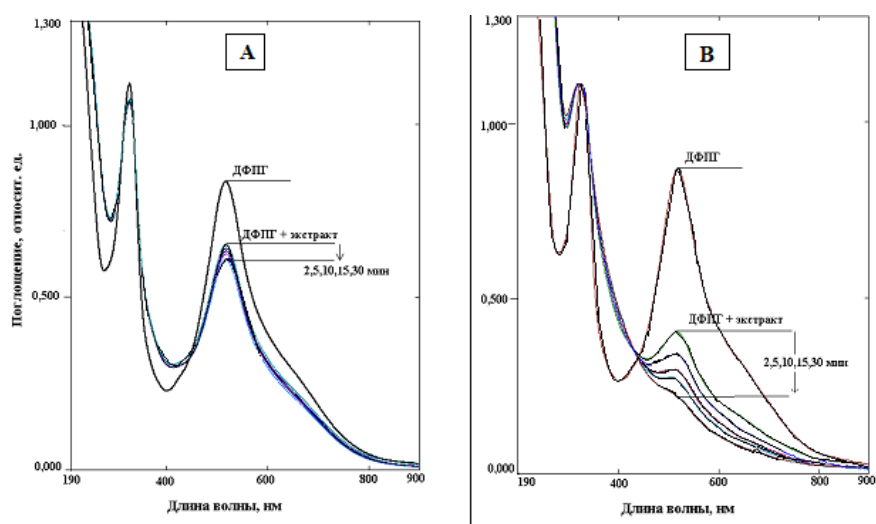 1,300
A
1,000
ДФПГ
ДФПГ + экстракт
2,5,10,15,30 мин
0,500
0,000
190
400
600
800
900
Длина волны, нм
Поглощение, относит. ед.
1,300
B
ДФПГ
1,000
0,500
ДФПГ + экстракт
2,5,10,15,30 мин
0,000
190
400
600
800
900
Длина волны, нм